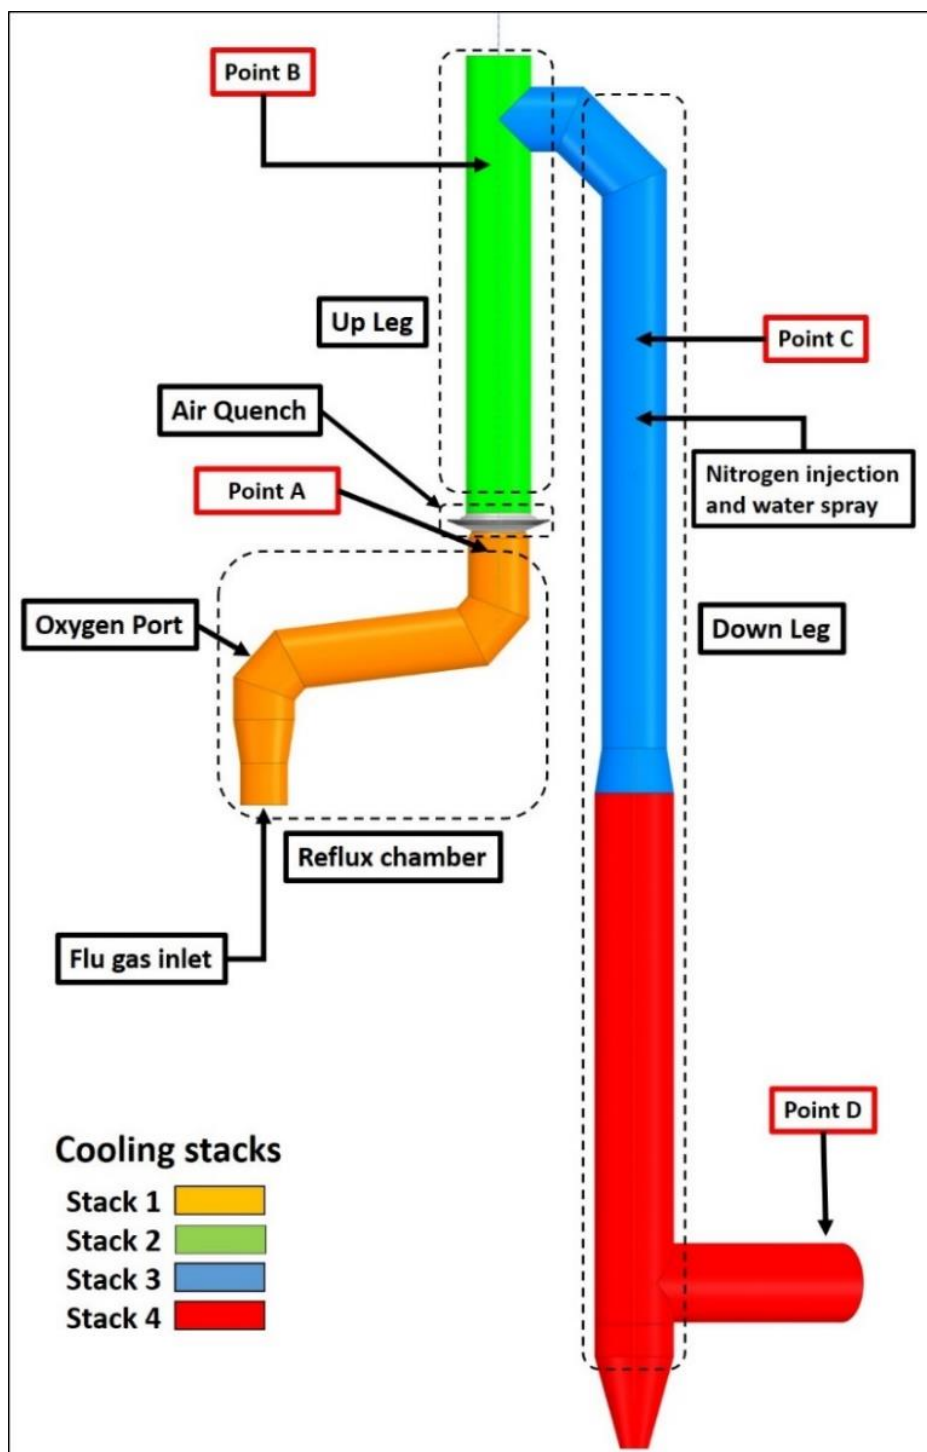 Point B
Up Leg
Point C
Air Quench
Point A
Nitrogen injection
and water spray
Oxygen Port
Down Leg
Reflux chamber
Flu gas inlet
Point D
Cooling stacks
Stack 1
Stack 2
Stack 3
Stack 4